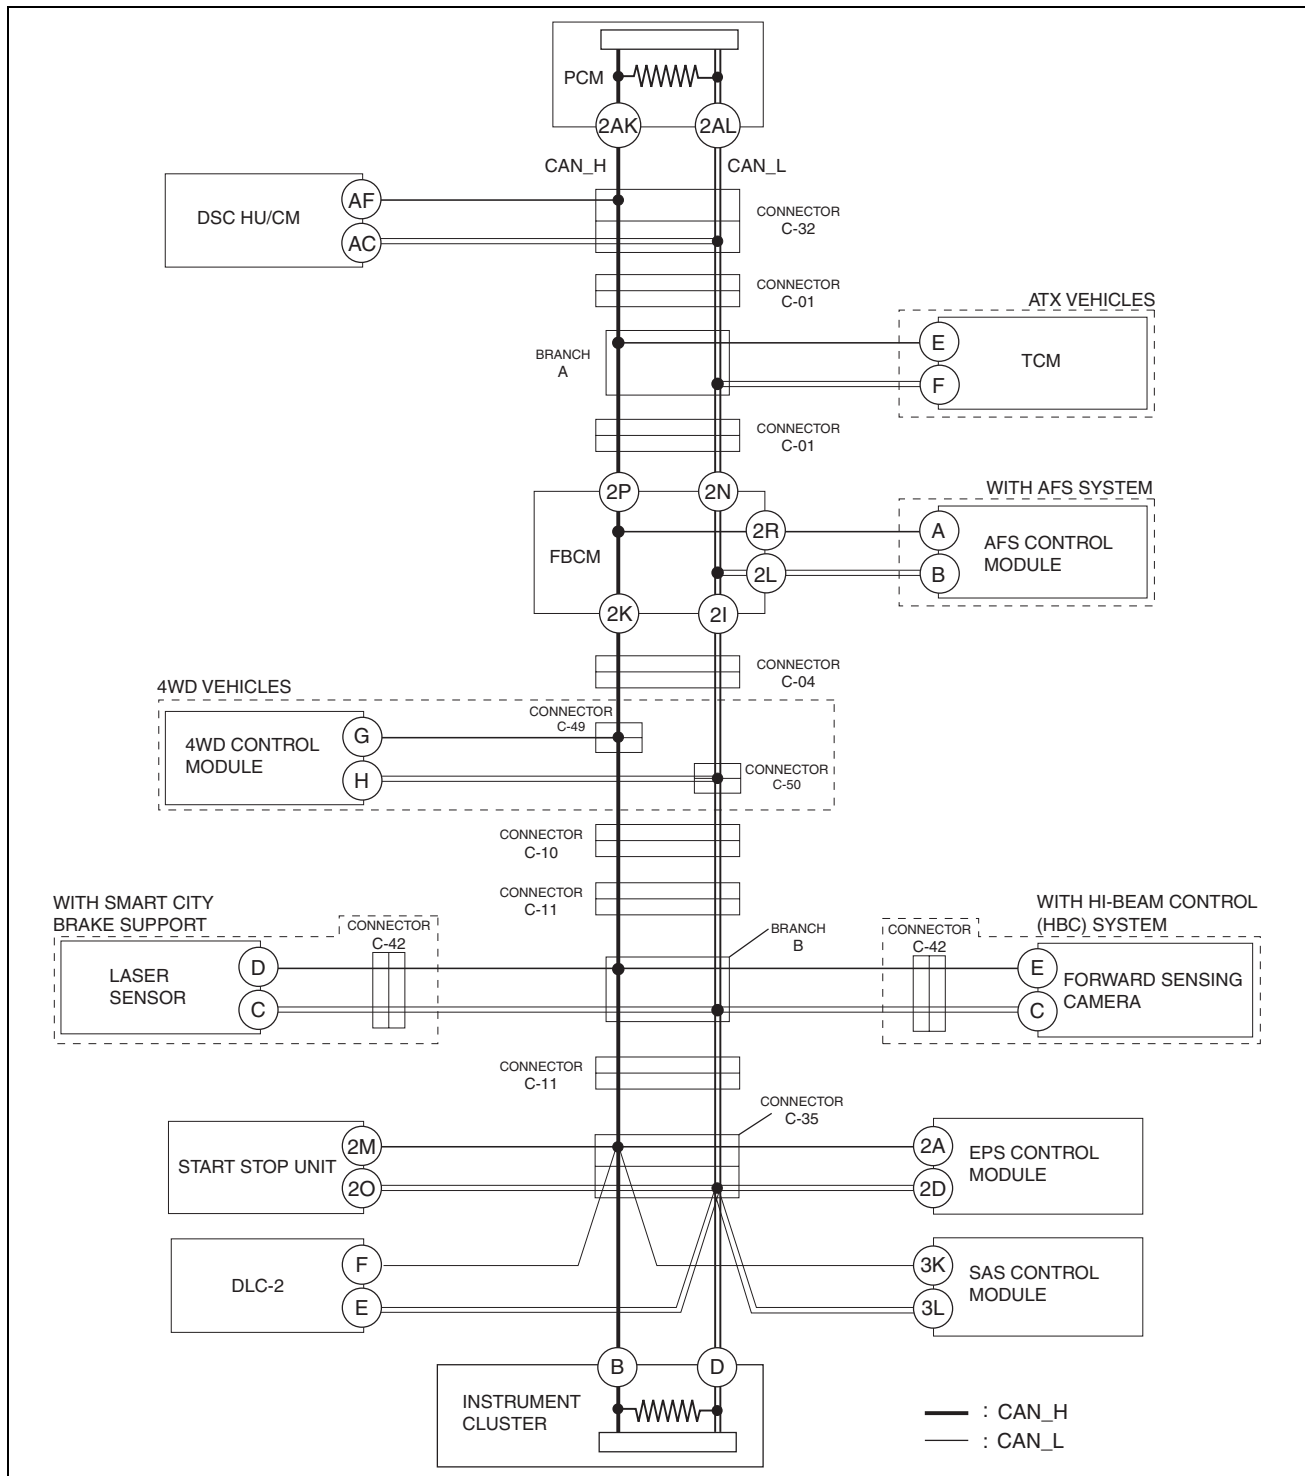 PCM
2AK
2AL
CAN_H
CAN_L
DSC HU/CM
AF
AC
CONNECTOR
C-32
CONNECTOR
C-01
ATX VEHICLES
BRANCH
A
E
F
TCM
CONNECTOR
C-01
2P
2N
WITH AFS SYSTEM
FBCM
2R
2L
A
B
AFS CONTROL
MODULE
2K
2I
CONNECTOR
C-04
4WD VEHICLES
4WD CONTROL
MODULE
G
H
CONNECTOR
C-49
CONNECTOR
C-50
CONNECTOR
C-10
CONNECTOR
C-11
WITH SMART CITY
BRAKE SUPPORT
CONNECTOR
C-42
LASER
SENSOR
D
C
BRANCH
B
WITH HI-BEAM CONTROL
(HBC) SYSTEM
CONNECTOR
C-42
E
C
FORWARD SENSING
CAMERA
CONNECTOR
C-11
CONNECTOR
C-35
START STOP UNIT
2M
2O
2A
2D
EPS CONTROL
MODULE
DLC-2
F
E
3K
3L
SAS CONTROL
MODULE
B
D
INSTRUMENT
CLUSTER
: CAN_H
: CAN_L